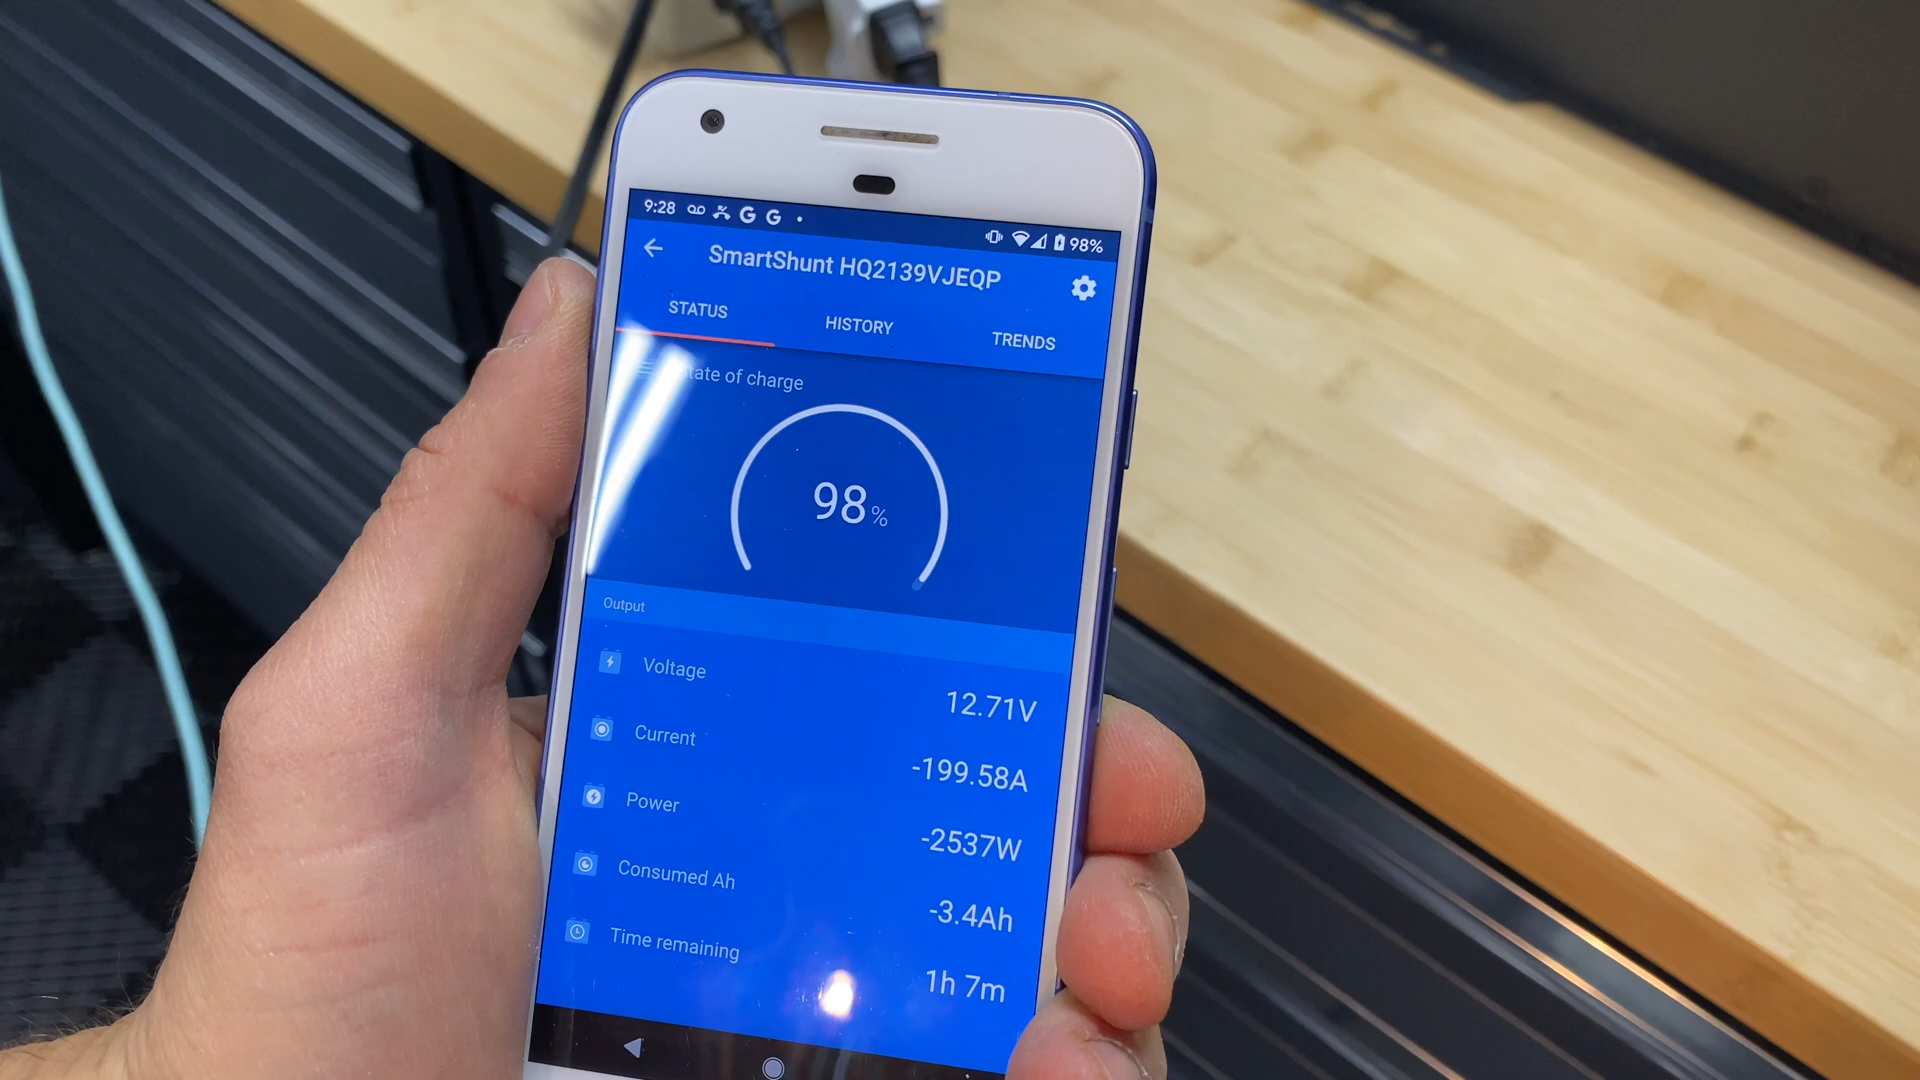 9:28 G G 98%
SmartShunt HQ2139VJEQP
STATUS HISTORY TRENDS
tate of charge
98%
Output
Voltage 12.71V
Current -199.58A
Power -2537W
Consumed Ah -3.4Ah
Time remaining 1h 7m